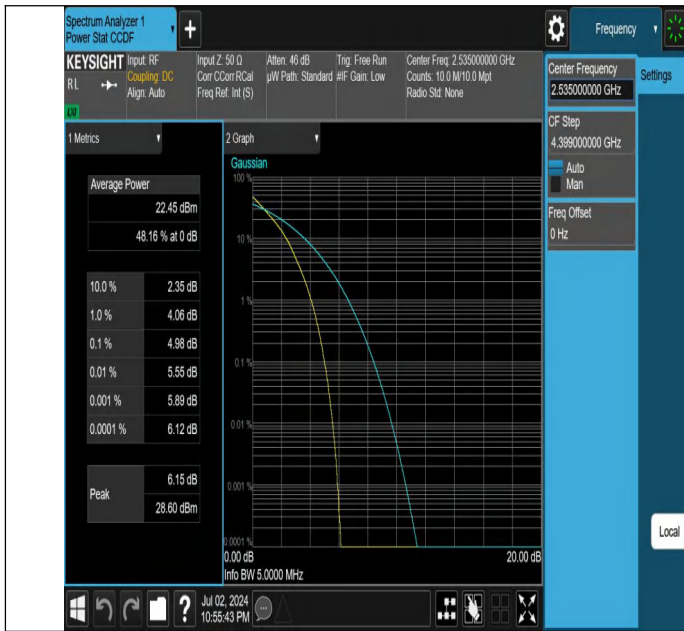 Spectrum Analyzer 1
Power Stat CCDF
+
Frequency
KEYSIGHT
RL
LXI
Input: RF
Coupling: DC
Align: Auto
Input Z: 50 Ω
Corr CCorr RCal
Freq Ref: Int (S)
Atten: 46 dB
µW Path: Standard
Trig: Free Run
#IF Gain: Low
Center Freq: 2.535000000 GHz
Counts: 10.0 M/10.0 Mpt
Radio Std: None
Center Frequency
2.535000000 GHz
Settings
CF Step
4.399000000 GHz
Auto
Man
Freq Offset
0 Hz
1 Metrics
Average Power
22.45 dBm
48.16 % at 0 dB
10.0 % 2.35 dB
1.0 % 4.06 dB
0.1 % 4.98 dB
0.01 % 5.55 dB
0.001 % 5.89 dB
0.0001 % 6.12 dB
Peak
6.15 dB
28.60 dBm
2 Graph
Gaussian
100 %
10 %
1 %
0.1 %
0.01 %
0.001 %
0.0001 %
0.00 dB
20.00 dB
Info BW 5.0000 MHz
Local
?
Jul 02, 2024
10:55:43 PM